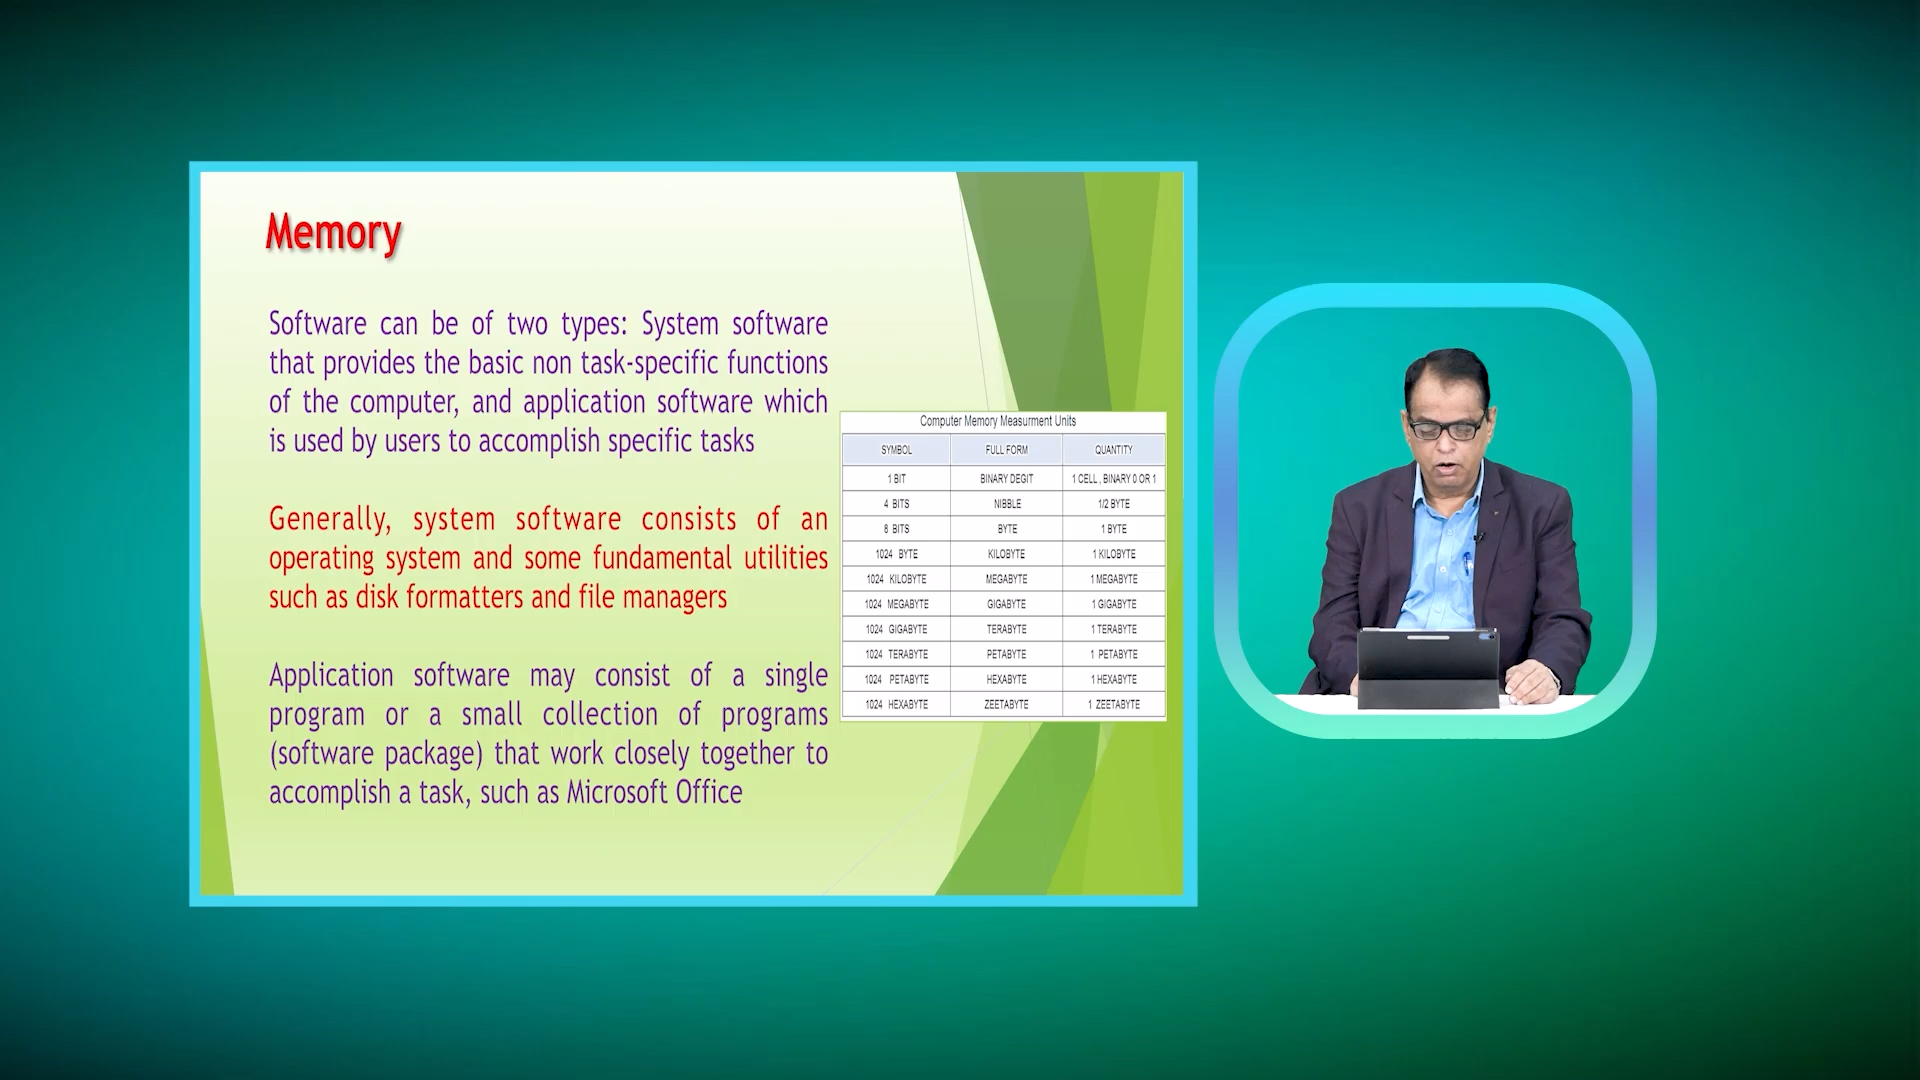 Memory
Software can be of two types: System software
that provides the basic non task-specific functions
of the computer, and application software which
is used by users to accomplish specific tasks
Generally, system software consists of an
operating system and some fundamental utilities
such as disk formatters and file managers
Application software may consist of a single
program or a small collection of programs
(software package) that work closely together to
accomplish a task, such as Microsoft Office
Computer Memory Measurment Units
SYMBOL FULL FORM QUANTITY
1 BIT BINARY DEGIT 1 CELL , BINARY 0 OR 1
4 BITS NIBBLE 1/2 BYTE
8 BITS BYTE 1 BYTE
1024 BYTE KILOBYTE 1 KILOBYTE
1024 KILOBYTE MEGABYTE 1 MEGABYTE
1024 MEGABYTE GIGABYTE 1 GIGABYTE
1024 GIGABYTE TERABYTE 1 TERABYTE
1024 TERABYTE PETABYTE 1 PETABYTE
1024 PETABYTE HEXABYTE 1 HEXABYTE
1024 HEXABYTE ZEETABYTE 1 ZEETABYTE